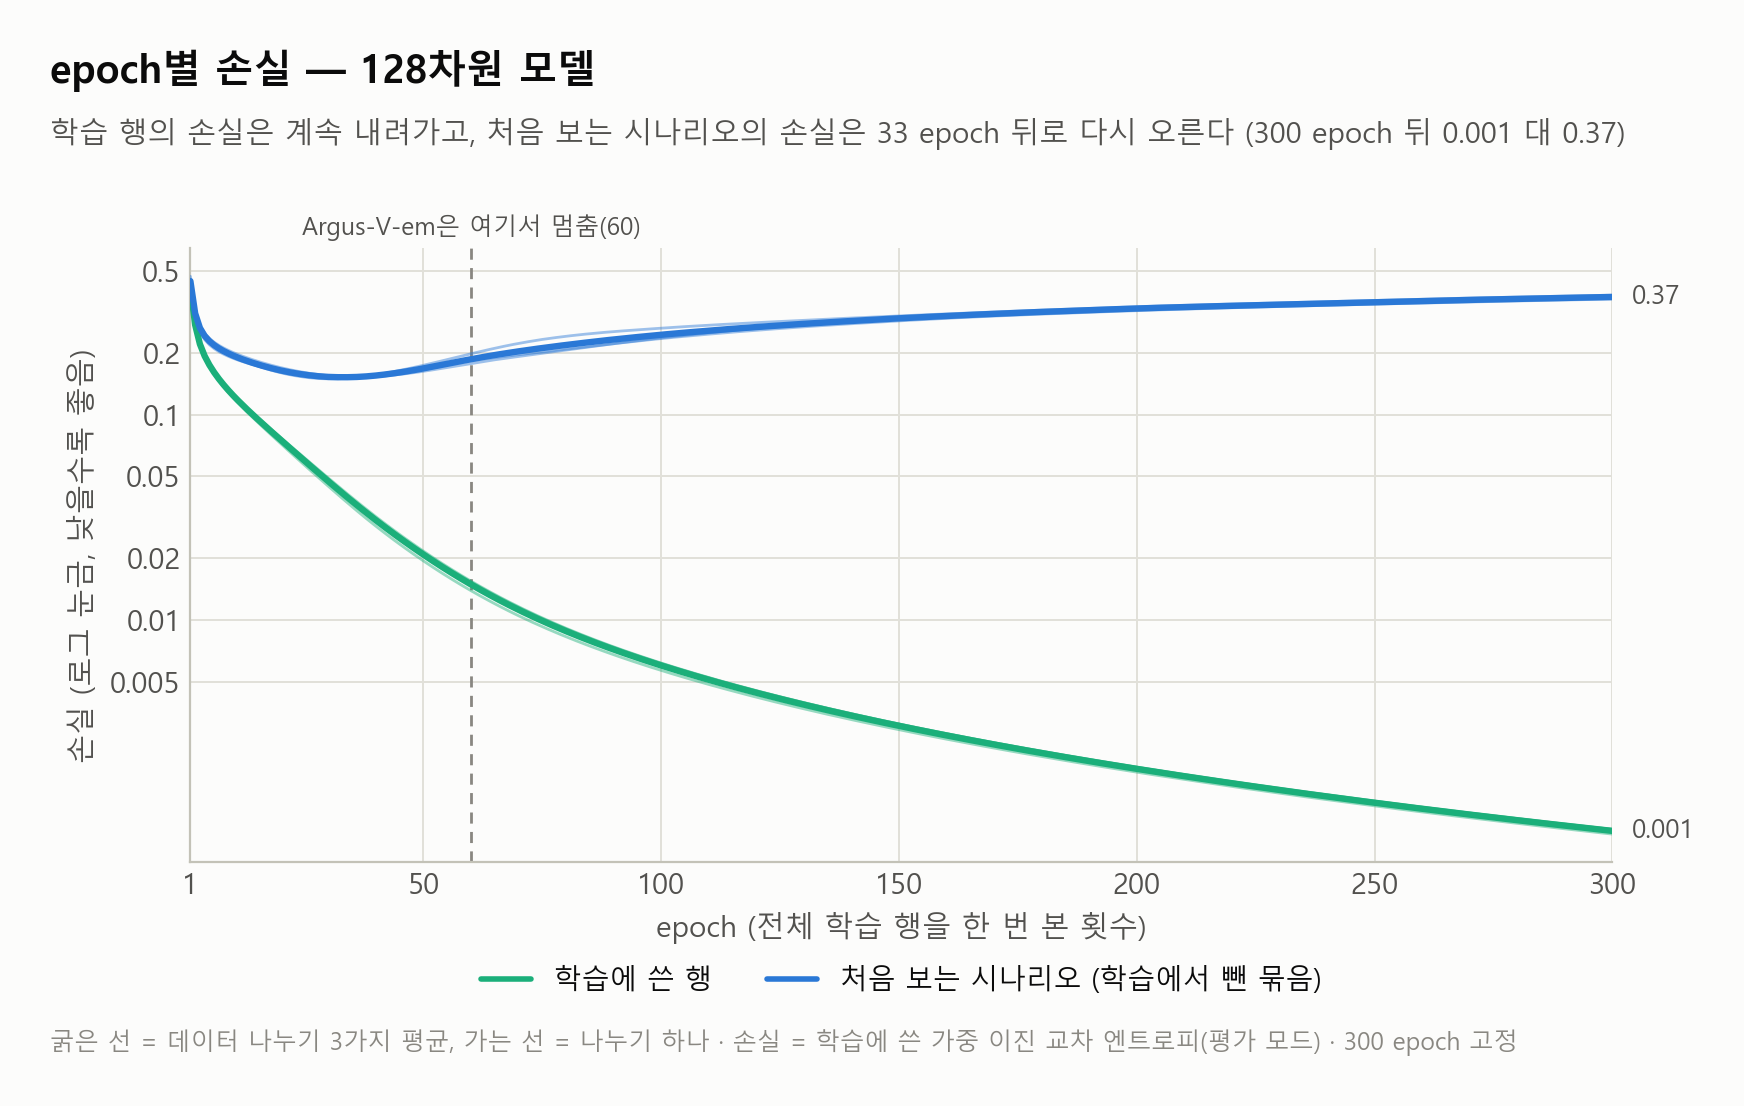 epoch별 손실 — 128차원 모델
학습 행의 손실은 계속 내려가고, 처음 보는 시나리오의 손실은 33 epoch 뒤로 다시 오른다 (300 epoch 뒤 0.001 대 0.37)
Argus-V-em은 여기서 멈춤(60)
손실 (로그 눈금, 낮을수록 좋음)
0.5
0.2
0.1
0.05
0.02
0.01
0.005
0.37
0.001
1 50 100 150 200 250 300
epoch (전체 학습 행을 한 번 본 횟수)
학습에 쓴 행 처음 보는 시나리오 (학습에서 뺀 묶음)
굵은 선 = 데이터 나누기 3가지 평균, 가는 선 = 나누기 하나 · 손실 = 학습에 쓴 가중 이진 교차 엔트로피(평가 모드) · 300 epoch 고정